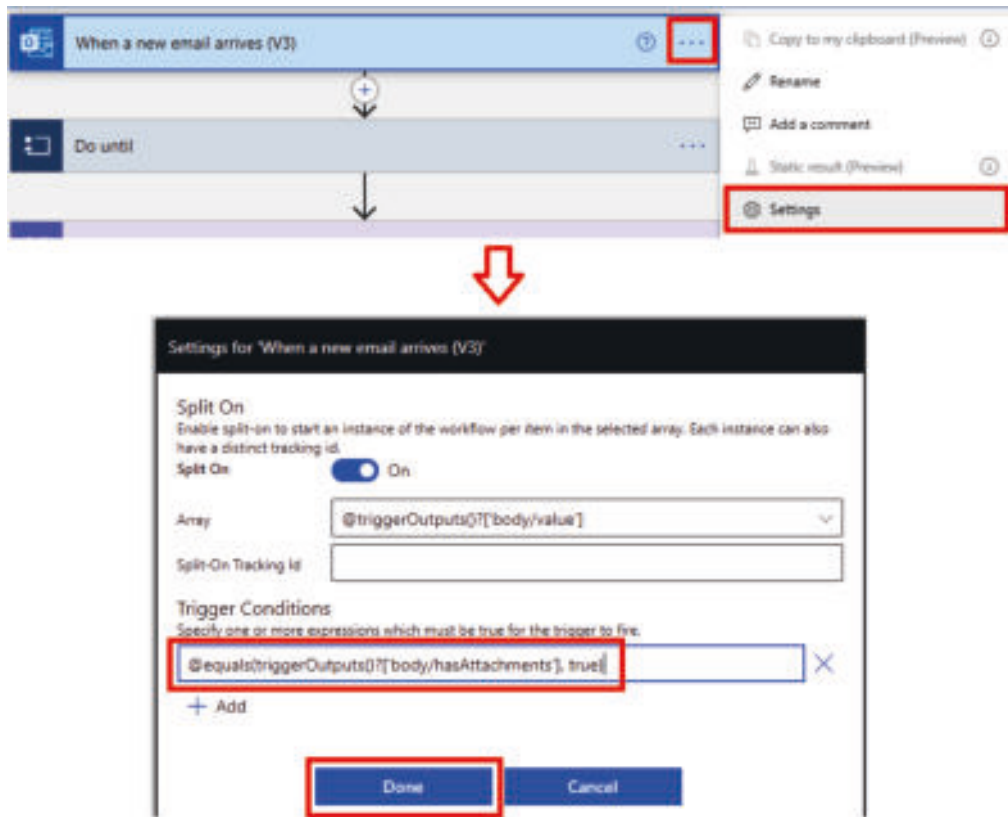 When a new email arrives (V3)
Copy to my clipboard (Preview)
Rename
Add a comment
Do until
Static result (Preview)
Settings
Settings for 'When a new email arrives (V3)'
Split On
Enable split-on to start an instance of the workflow per item in the selected array. Each instance can also
have a distinct tracking id.
Split On
On
Array
@triggerOutputs()?['body/value']
Split-On Tracking Id
Trigger Conditions
Specify one or more expressions which must be true for the trigger to fire.
@equals(triggerOutputs()?['body/hasAttachments'], true)
+ Add
Done
Cancel